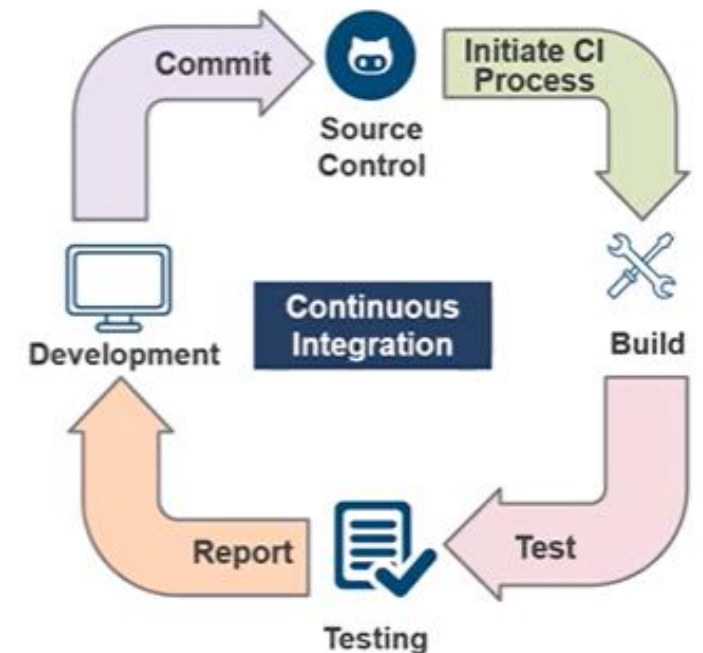 Commit
Initiate CI
Process
Source
Control
Continuous
Integration
Development
Build
Report
Test
Testing